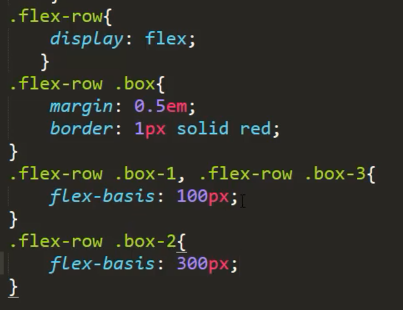 .flex-row{
display: flex;
}
.flex-row .box{
margin: 0.5em;
border: 1px solid red;
}
.flex-row .box-1, .flex-row .box-3{
flex-basis: 100px;
}
.flex-row .box-2{
flex-basis: 300px;
}